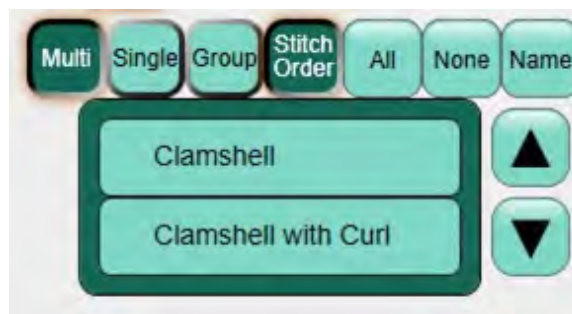 Multi Single Group Stitch Order All None Name
Clamshell
Clamshell with Curl